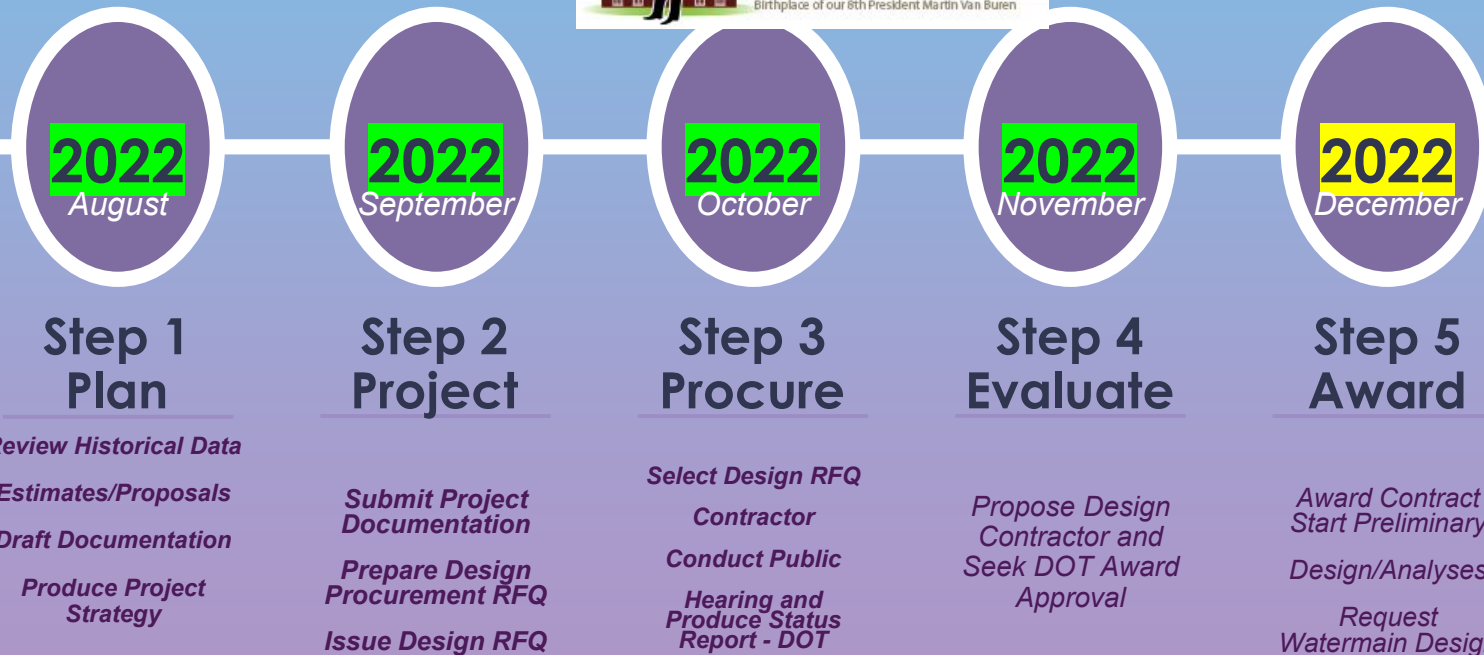 Birthplace of our 8th President Martin Van Buren
2022
August
2022
September
2022
October
2022
November
2022
December
Step 1
Plan
Review Historical Data
Estimates/Proposals
Draft Documentation
Produce Project
Strategy
Step 2
Project
Submit Project
Documentation
Prepare Design
Procurement RFQ
Issue Design RFQ
Step 3
Procure
Select Design RFQ
Contractor
Conduct Public
Hearing and
Produce Status
Report - DOT
Step 4
Evaluate
Propose Design
Contractor and
Seek DOT Award
Approval
Step 5
Award
Award Contract
Start Preliminary
Design/Analyses
Request
Watermain Design